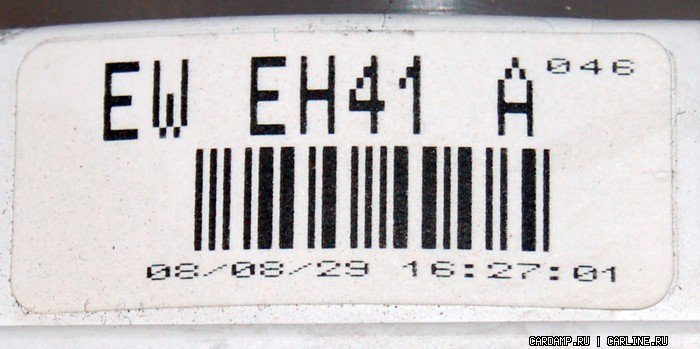 EW EH41 A 046
08/08/29 16:27:01
CARDAMP.RU | CARLINE.RU